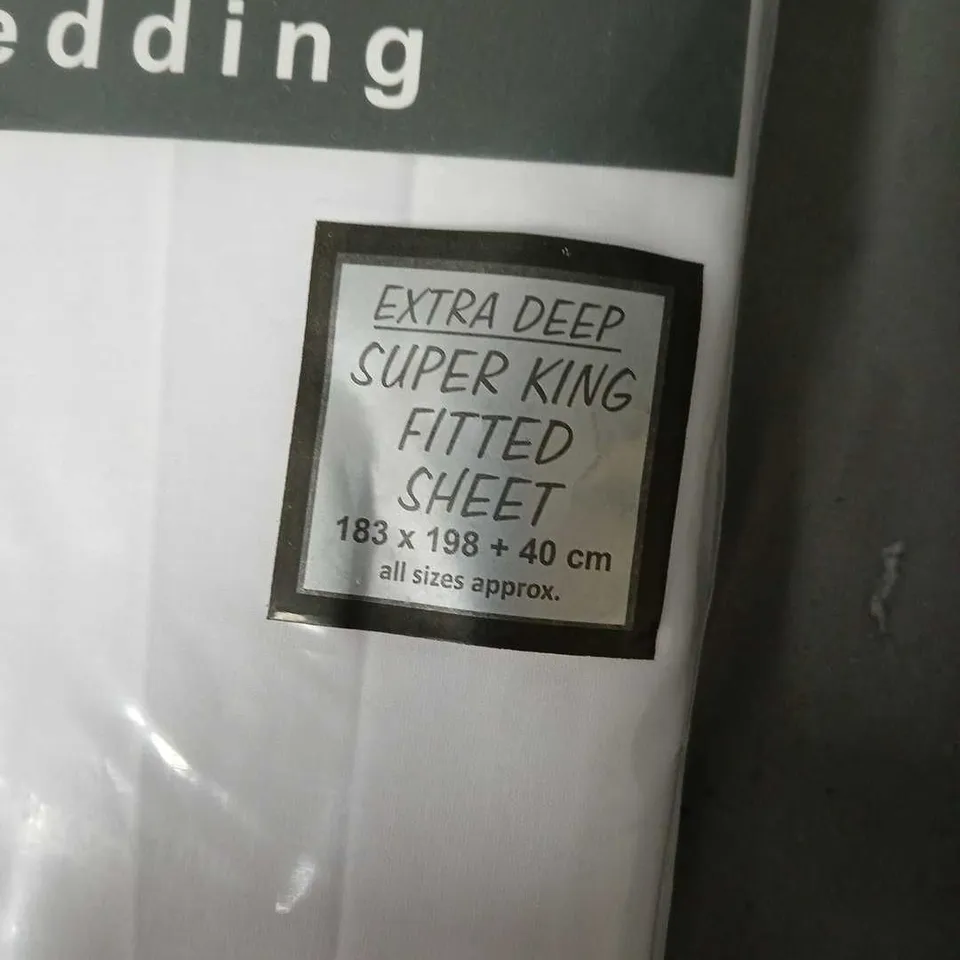 edding
EXTRA DEEP
SUPER KING
FITTED
SHEET
183 x 198 + 40 cm
all sizes approx.